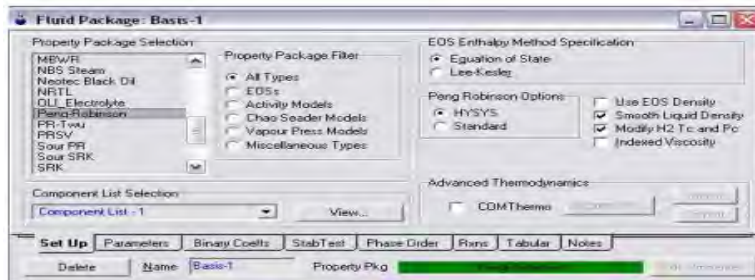 Fluid Package: Basis-1
Property Package Selection
MBWR
NBS Steam
Neotec Black Oil
NRTL
OLI_Electrolyte
Peng-Robinson
PR-Twu
PRSV
Sour PR
Sour SRK
SRK
Property Package Filter
All Types
EOSs
Activity Models
Chao Seader Models
Vapour Press Models
Miscellaneous Types
EOS Enthalpy Method Specification
Equation of State
Lee-Kesler
Peng Robinson Options
HYSYS
Standard
Use EOS Density
Smooth Liquid Density
Modify H2 Tc and Pc
Indexed Viscosity
Component List Selection
Component List - 1
View...
Advanced Thermodynamics
COMThermo
Set Up Parameters Binary Coeffs StabTest Phase Order Rxns Tabular Notes
Delete Name Basis-1 Property Pkg